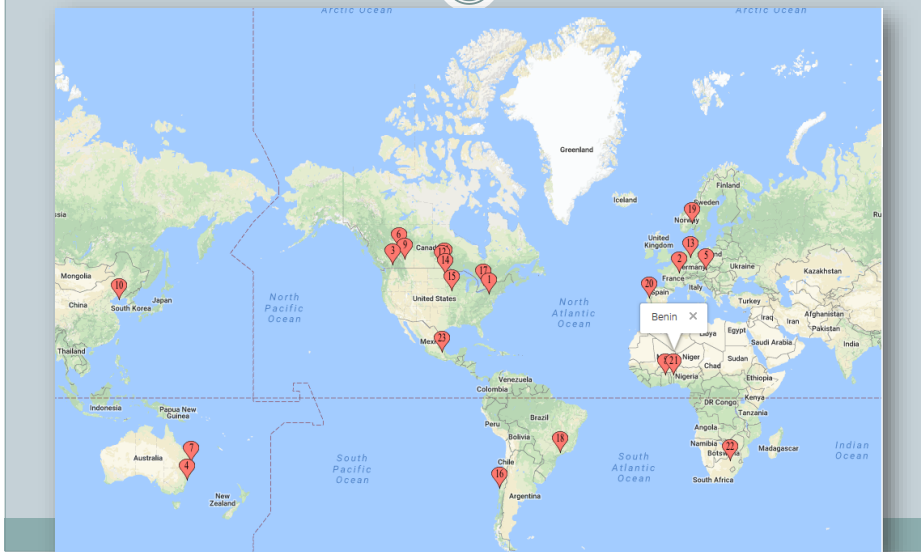 Arctic Ocean
Arctic Ocean
Greenland
Iceland
Finland
Sweden
19
Norway
6
9
3
Canad
12
14
15
17
1
United
Kingdom
13
2
5
France
Germany
Ukraine
Kazakhstan
Mongolia
10
China
South Korea
Japan
North
Pacific
Ocean
United States
North
Atlantic
Ocean
20
Spain
Italy
Turkey
Benin ×
Libya
Egypt
Iraq
Iran
Afghanistan
Pakistan
Saudi Arabia
India
Thailand
23
21
Niger
Chad
Sudan
Nigeria
Ethiopia
Venezuela
Colombia
Indonesia
Papua New
Guinea
Peru
Brazil
Bolivia
DR Congo
Kenya
Tanzania
Angola
Namibia
22
Madagascar
Indian
Ocean
7
Australia
4
18
South
Pacific
Ocean
South
Atlantic
Ocean
Chile
16
Argentina
South Africa
New
Zealand